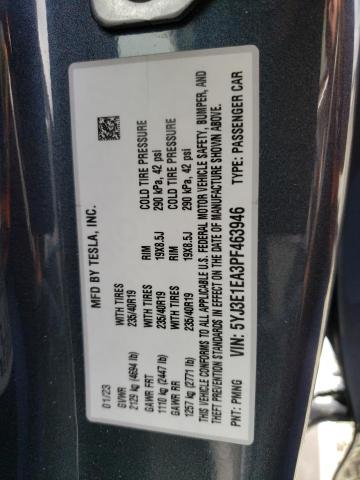 MFD BY TESLA, INC.
01/23
GVWR
2129 kg (4694 lb)
WITH TIRES
235/40R19
RIM
19X8.5J
COLD TIRE PRESSURE
290 kPa, 42 psi
GAWR FRT
1110 kg (2447 lb)
WITH TIRES
235/40R19
RIM
19X8.5J
COLD TIRE PRESSURE
290 kPa, 42 psi
GAWR RR
1257 kg (2771 lb)
THIS VEHICLE CONFORMS TO ALL APPLICABLE U.S. FEDERAL MOTOR VEHICLE SAFETY, BUMPER, AND
THEFT PREVENTION STANDARDS IN EFFECT ON THE DATE OF MANUFACTURE SHOWN ABOVE.
PNT: PMNG
VIN: 5YJ3E1EA3PF463946
TYPE: PASSENGER CAR